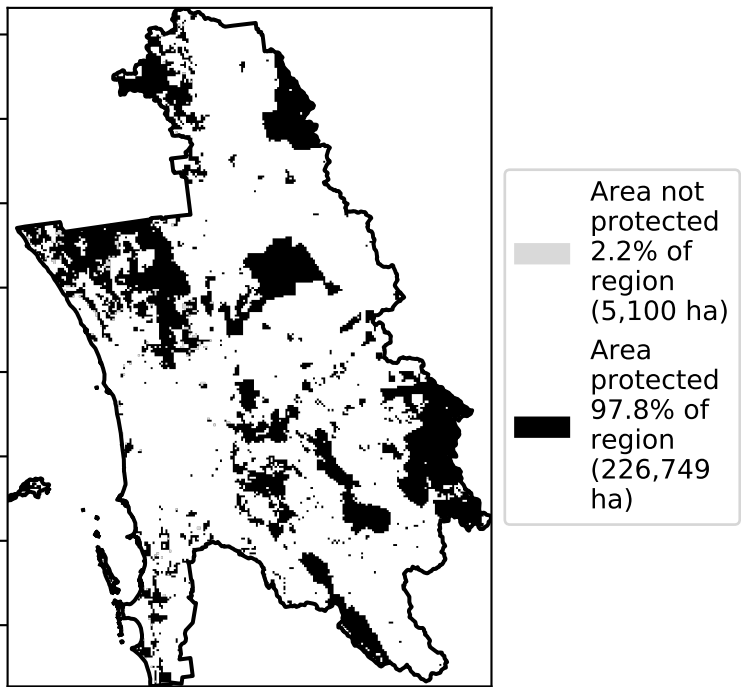 Area not
protected
2.2% of
region
(5,100 ha)
Area
protected
97.8% of
region
(226,749
ha)